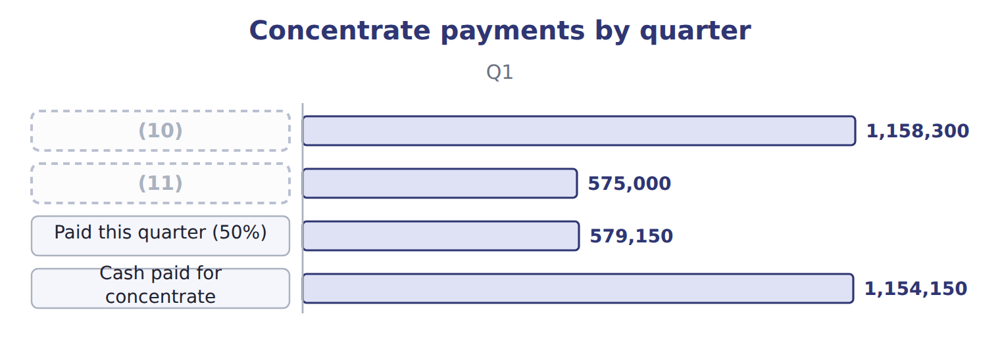 Concentrate payments by quarter
Q1
(10)
1,158,300
(11)
575,000
Paid this quarter (50%)
579,150
Cash paid for
concentrate
1,154,150